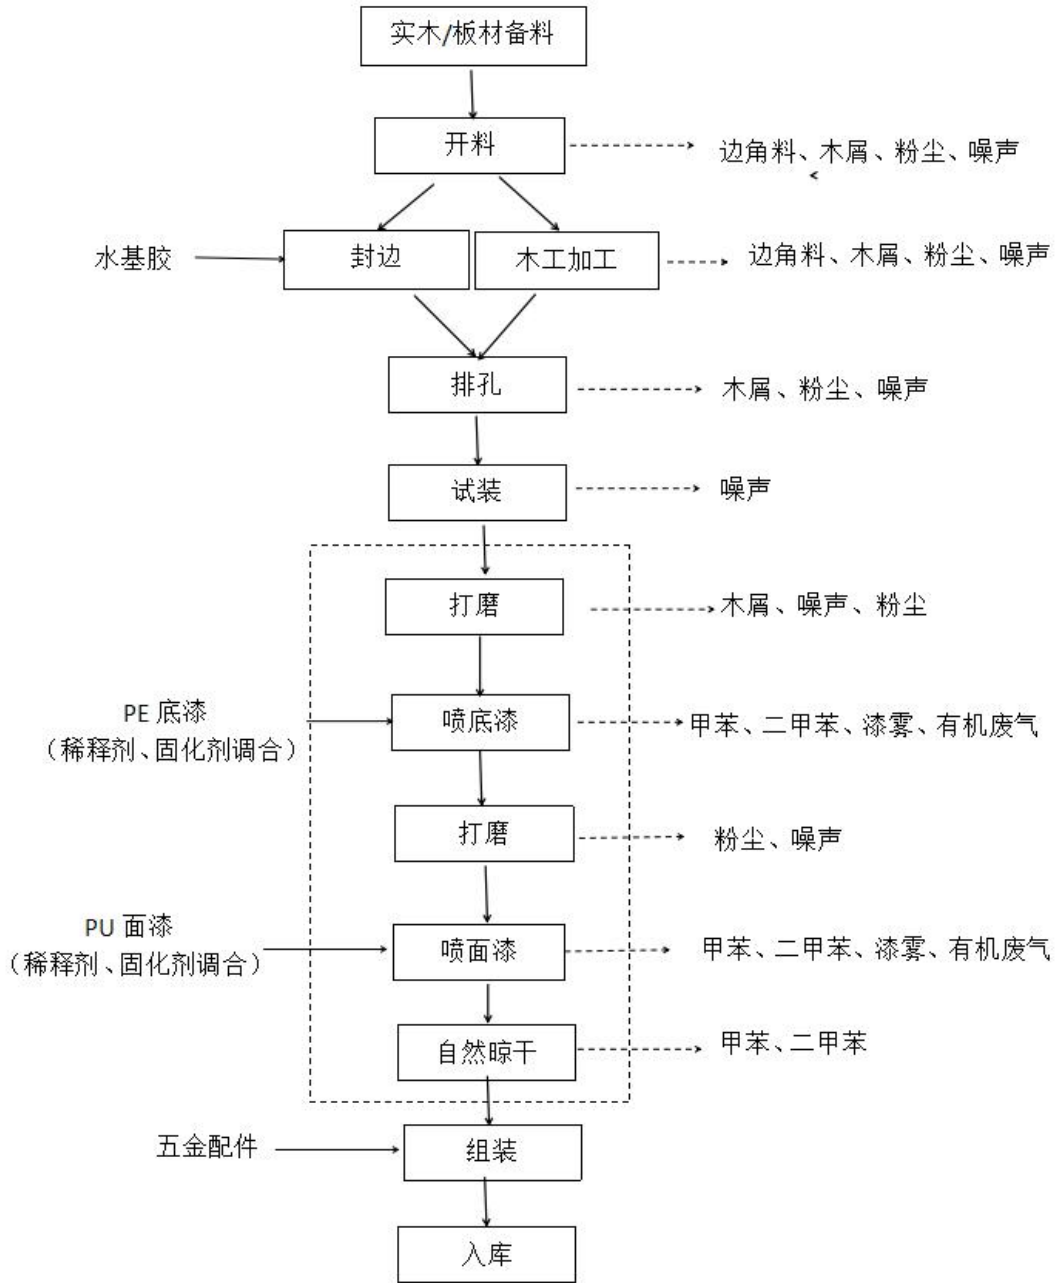 实木/板材备料
开料
边角料、木屑、粉尘、噪声
水基胶
封边
木工加工
边角料、木屑、粉尘、噪声
排孔
木屑、粉尘、噪声
试装
噪声
打磨
木屑、噪声、粉尘
PE 底漆
（稀释剂、固化剂调合）
喷底漆
甲苯、二甲苯、漆雾、有机废气
打磨
粉尘、噪声
PU 面漆
（稀释剂、固化剂调合）
喷面漆
甲苯、二甲苯、漆雾、有机废气
自然晾干
甲苯、二甲苯
五金配件
组装
入库